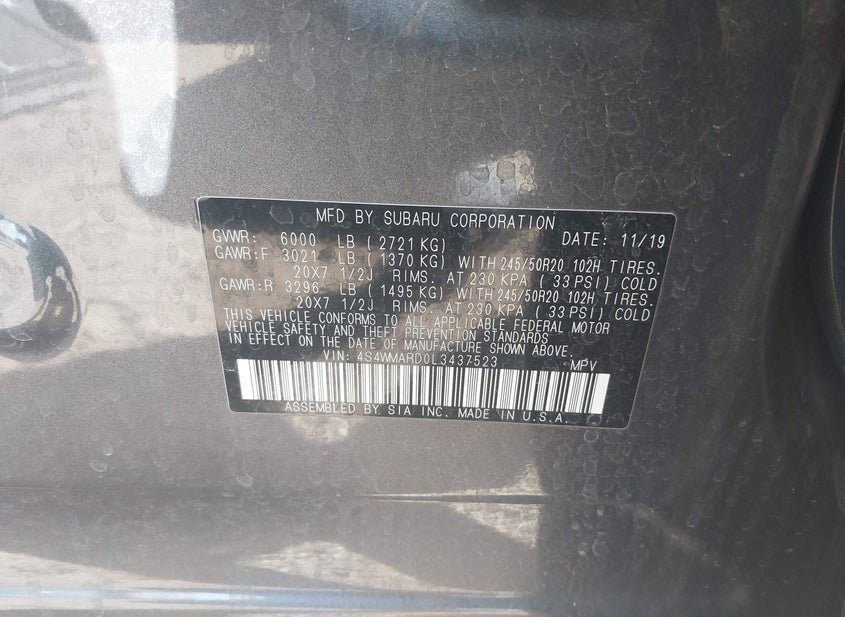 MFD BY SUBARU CORPORATION
GVWR: 6000 LB (2721 KG) DATE: 11/19
GAWR:F 3021 LB (1370 KG) WITH 245/50R20 102H TIRES.
20X7 1/2J RIMS. AT 230 KPA (33 PSI) COLD
GAWR:R 3296 LB (1495 KG) WITH 245/50R20 102H TIRES.
20X7 1/2J RIMS. AT 230 KPA (33 PSI) COLD
THIS VEHICLE CONFORMS TO ALL APPLICABLE FEDERAL MOTOR
VEHICLE SAFETY AND THEFT PREVENTION STANDARDS
IN EFFECT ON THE DATE OF MANUFACTURE SHOWN ABOVE.
VIN: 4S4WMARD0L3437523 MPV
ASSEMBLED BY SIA INC. MADE IN U.S.A.